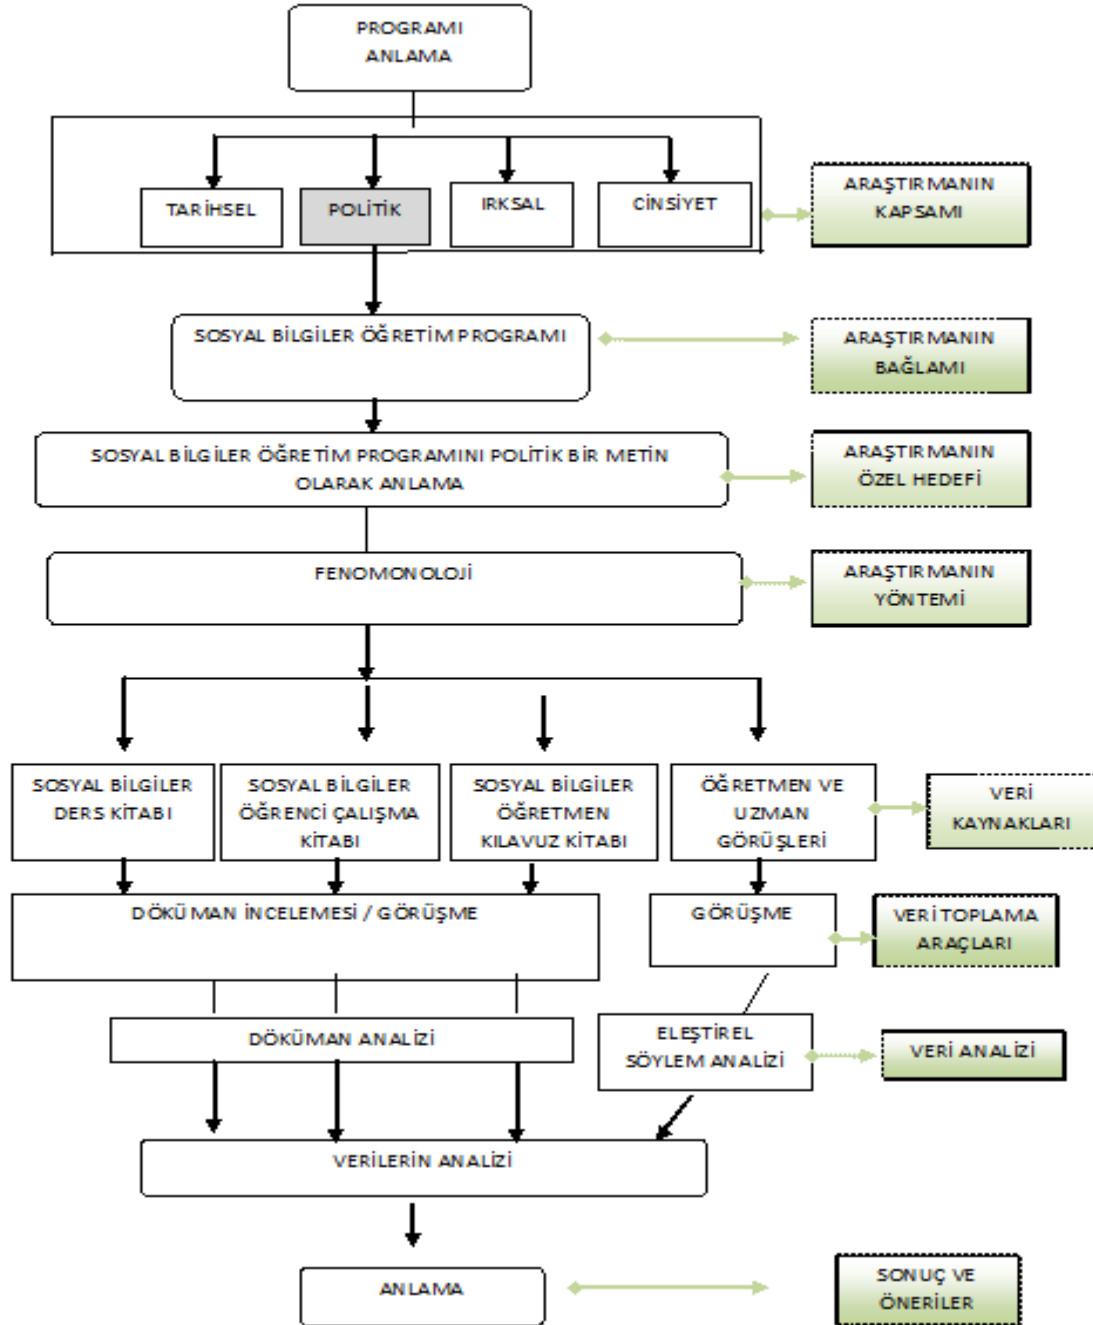 PROGRAMI
ANLAMA
TARİHSEL
POLİTİK
IRKSAL
CİNSİYET
ARAŞTIRMANIN
KAPSAMI
SOSYAL BİLGİLER ÖĞRETİM PROGRAMI
ARAŞTIRMANIN
BAĞLAMI
SOSYAL BİLGİLER ÖĞRETİM PROGRAMINI POLİTİK BİR METİN
OLARAK ANLAMA
ARAŞTIRMANIN
ÖZEL HEDEFİ
FENOMONOLOJİ
ARAŞTIRMANIN
YÖNTEMİ
SOSYAL BİLGİLER
DERS KİTABI
SOSYAL BİLGİLER
ÖĞRENCİ ÇALIŞMA
KİTABI
SOSYAL BİLGİLER
ÖĞRETMEN
KILAVUZ KİTABI
ÖĞRETMEN VE
UZMAN
GÖRÜŞLERİ
VERİ
KAYNAKLARI
DÖKÜMAN İNCELEMESİ / GÖRÜŞME
GÖRÜŞME
VERİ TOPLAMA
ARAÇLARI
DÖKÜMAN ANALİZİ
ELEŞTİREL
SÖYLEM ANALİZİ
VERİ ANALİZİ
VERİLERİN ANALİZİ
ANLAMA
SONUÇ VE
ÖNERİLER